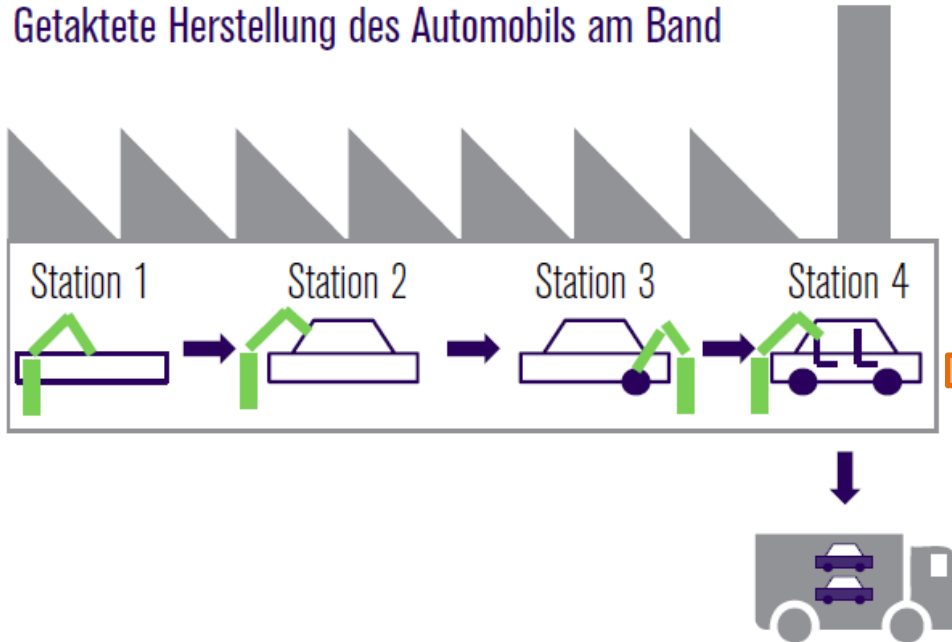 Getaktete Herstellung des Automobils am Band
Station 1
Station 2
Station 3
Station 4